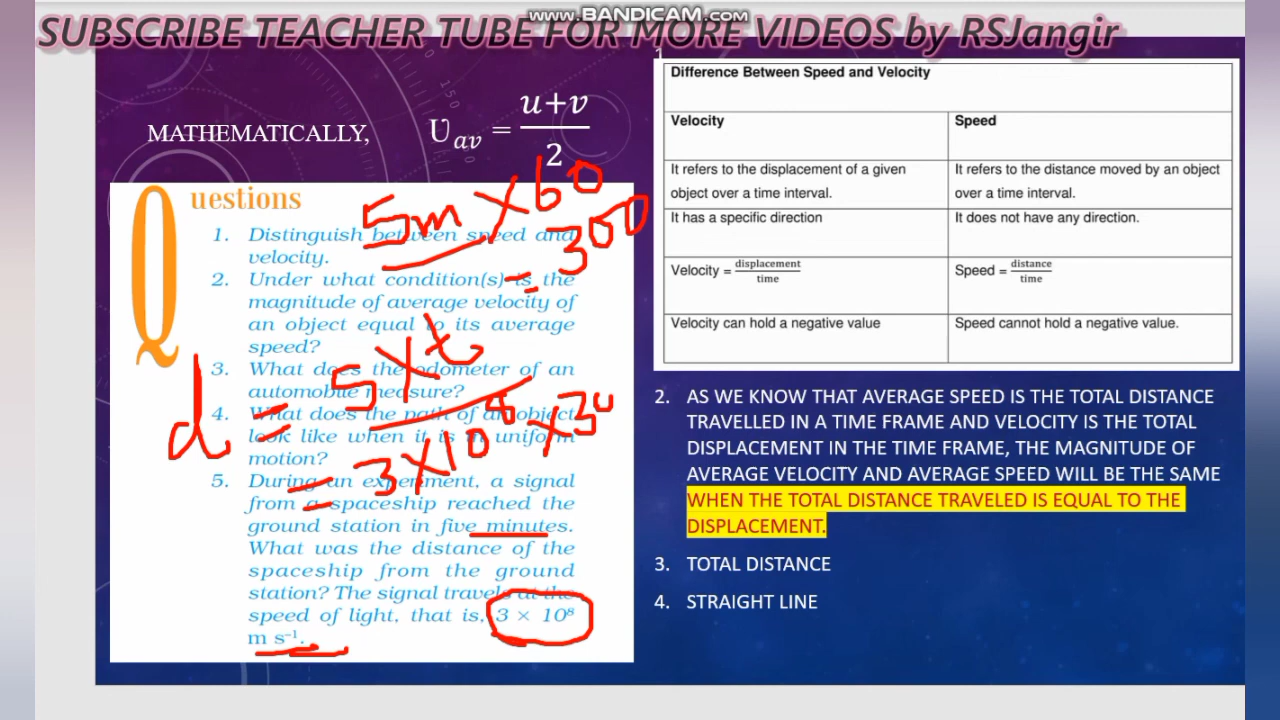 www.BANDICAM.com
SUBSCRIBE TEACHER TUBE FOR MORE VIDEOS by RSJangir
MATHEMATICALLY, υav = u+v/2
Questions
1. Distinguish between speed and
velocity.
2. Under what condition(s) is the
magnitude of average velocity of
an object equal to its average
speed?
3. What does the odometer of an
automobile measure?
4. What does the path of an object
look like when it is in uniform
motion?
5. During an experiment, a signal
from a spaceship reached the
ground station in five minutes.
What was the distance of the
spaceship from the ground
station? The signal travels at the
speed of light, that is, 3 × 10⁸
m s⁻¹.
5m × 60
= 300
d = s × t
= 3 × 10⁸ × 30
1
Difference Between Speed and Velocity
Velocity Speed
It refers to the displacement of a given
object over a time interval.
It refers to the distance moved by an object
over a time interval.
It has a specific direction
It does not have any direction.
Velocity = displacement/time
Speed = distance/time
Velocity can hold a negative value
Speed cannot hold a negative value.
2. AS WE KNOW THAT AVERAGE SPEED IS THE TOTAL DISTANCE
TRAVELLED IN A TIME FRAME AND VELOCITY IS THE TOTAL
DISPLACEMENT IN THE TIME FRAME, THE MAGNITUDE OF
AVERAGE VELOCITY AND AVERAGE SPEED WILL BE THE SAME
WHEN THE TOTAL DISTANCE TRAVELED IS EQUAL TO THE
DISPLACEMENT.
3. TOTAL DISTANCE
4. STRAIGHT LINE